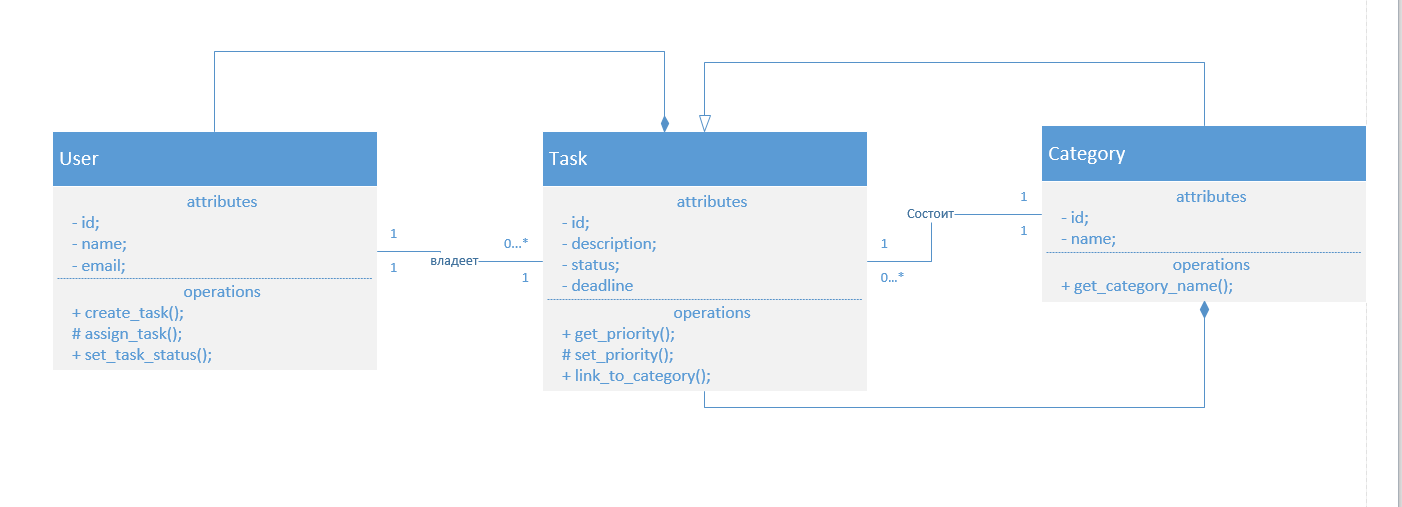 User
attributes
- id;
- name;
- email;
operations
+ create_task();
# assign_task();
+ set_task_status();
1
1
владеет
0...*
1
Task
attributes
- id;
- description;
- status;
- deadline
operations
+ get_priority();
# set_priority();
+ link_to_category();
1
0...*
Состоит
1
1
Category
attributes
- id;
- name;
operations
+ get_category_name();